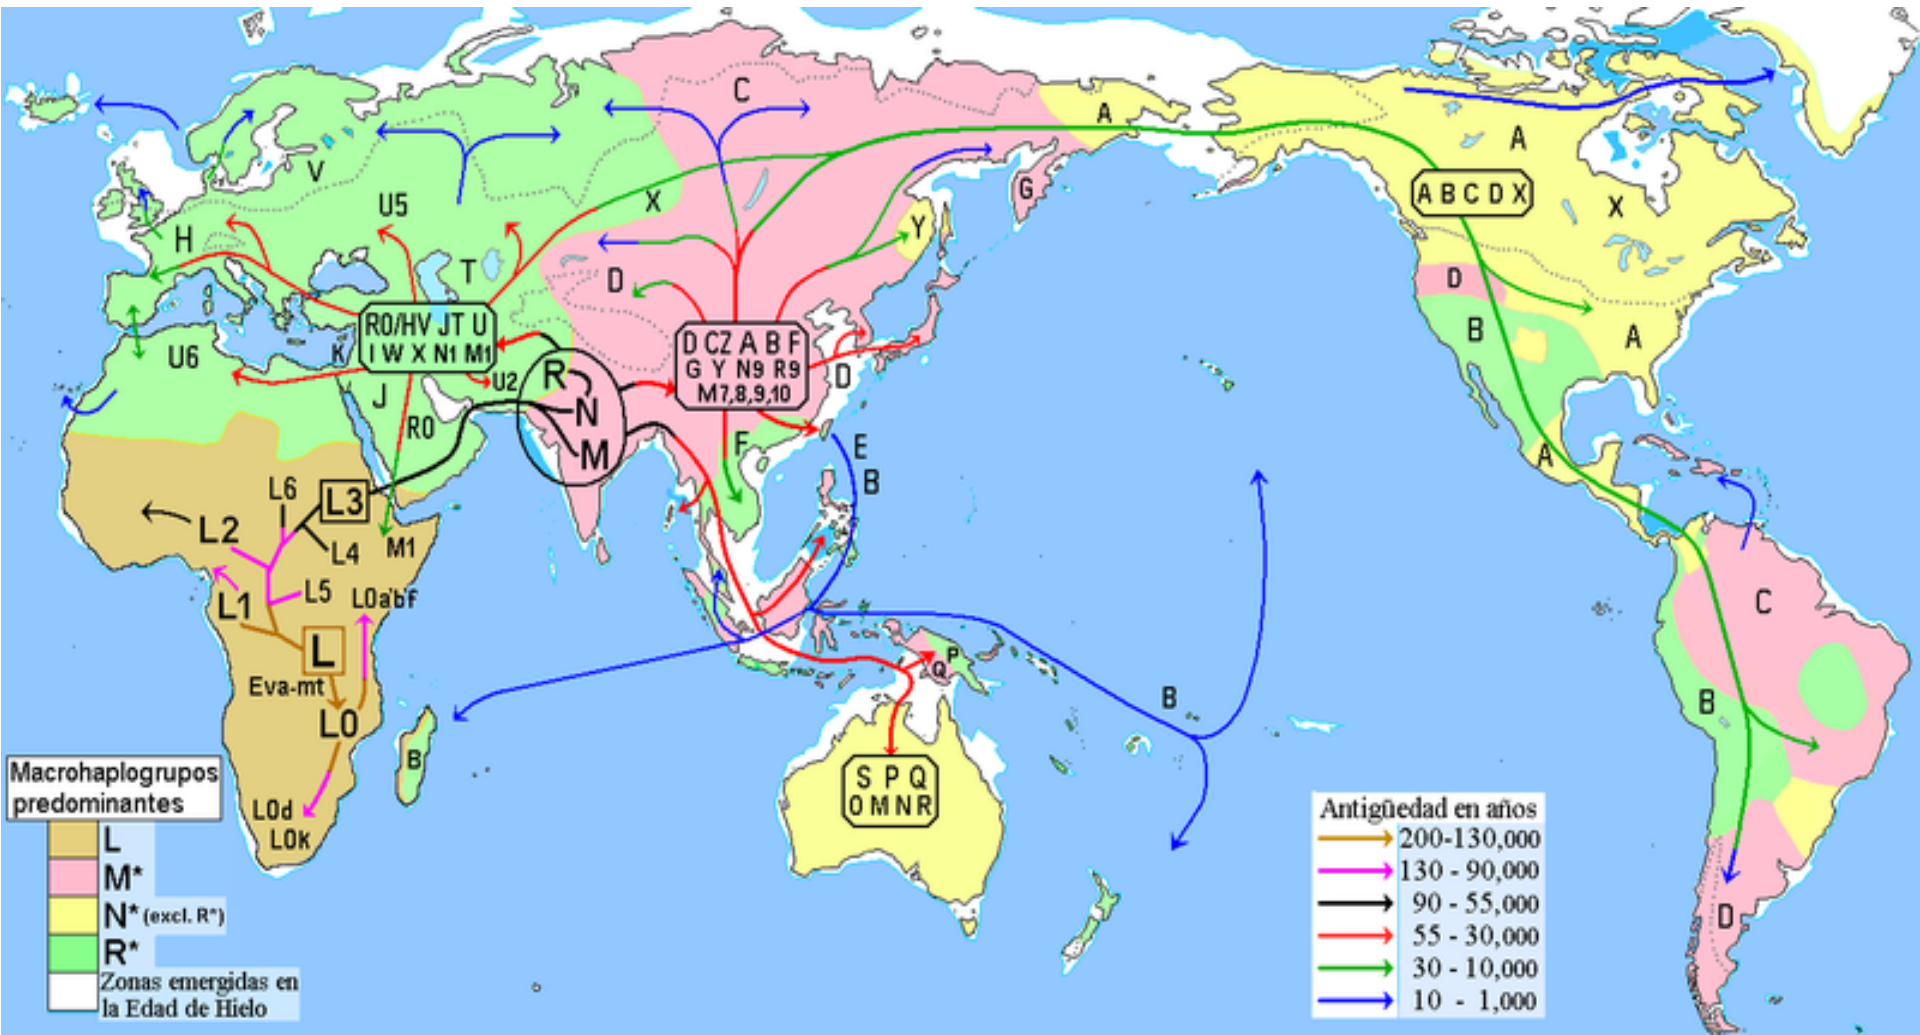 C
A
A
V
X
G
A B C D X
X
U5
H
Y
T
D
D
B
A
R0/HV JT U
I W X N1 M1
K
U6
D CZ A B F
G Y N9 R9
M7,8,9,10
D
U2
R
N
M
J
R0
F
E
B
A
L6
L3
L2
L4
M1
L5
L1
L0a'b'f
C
L
Eva-mt
P
Q
L0
B
B
B
S P Q
O M N R
Macrohaplogrupos
predominantes
L0d
L0k
L
M*
N* (excl. R*)
R*
Zonas emergidas en
la Edad de Hielo
Antigüedad en años
200-130,000
130 - 90,000
90 - 55,000
55 - 30,000
30 - 10,000
10 - 1,000
D